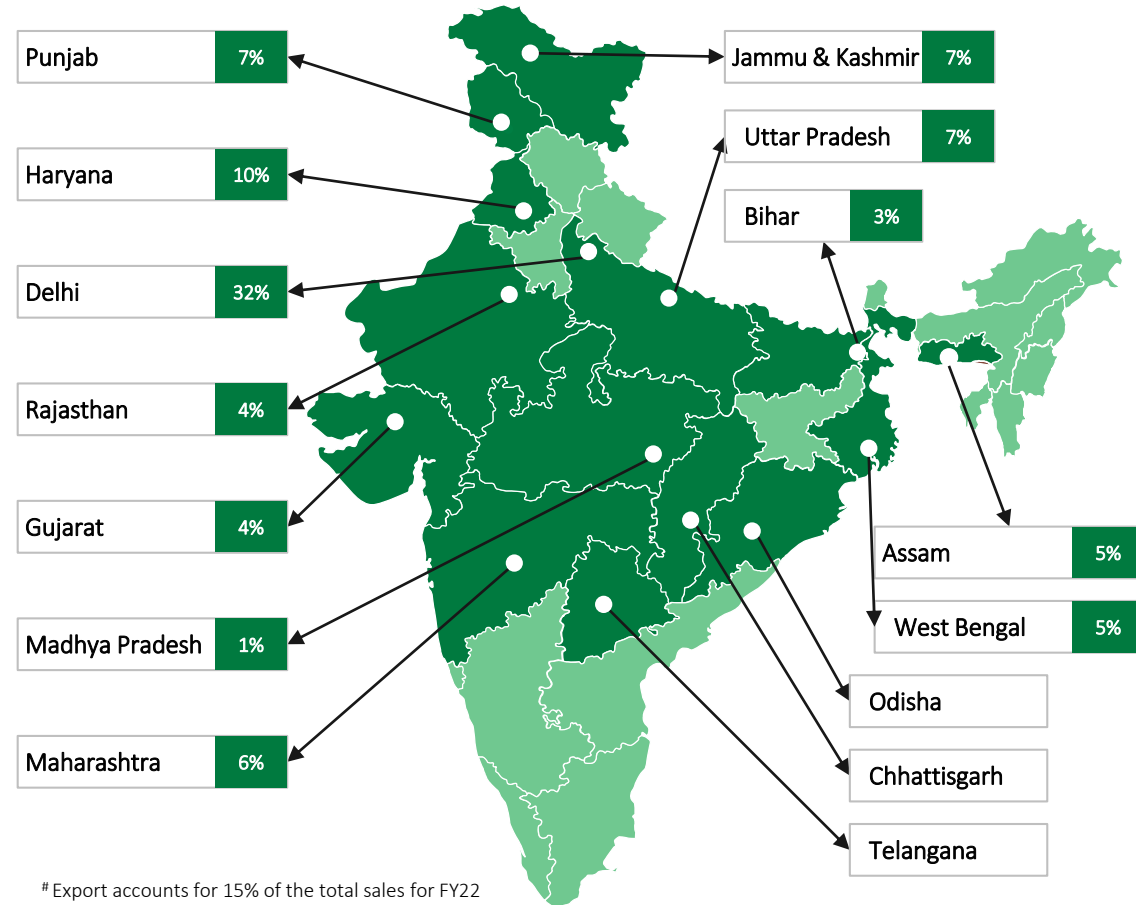 Punjab 7%
Haryana 10%
Delhi 32%
Rajasthan 4%
Gujarat 4%
Madhya Pradesh 1%
Maharashtra 6%
Jammu & Kashmir 7%
Uttar Pradesh 7%
Bihar 3%
Assam 5%
West Bengal 5%
Odisha
Chhattisgarh
Telangana
# Export accounts for 15% of the total sales for FY22